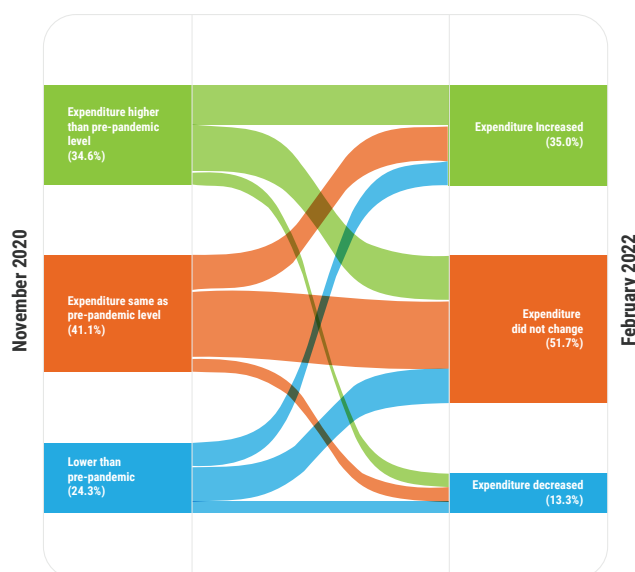 November 2020
Expenditure higher
than pre-pandemic
level
(34.6%)
Expenditure same as
pre-pandemic level
(41.1%)
Lower than
pre-pandemic
(24.3%)
Expenditure Increased
(35.0%)
Expenditure
did not change
(51.7%)
Expenditure decreased
(13.3%)
February 2022